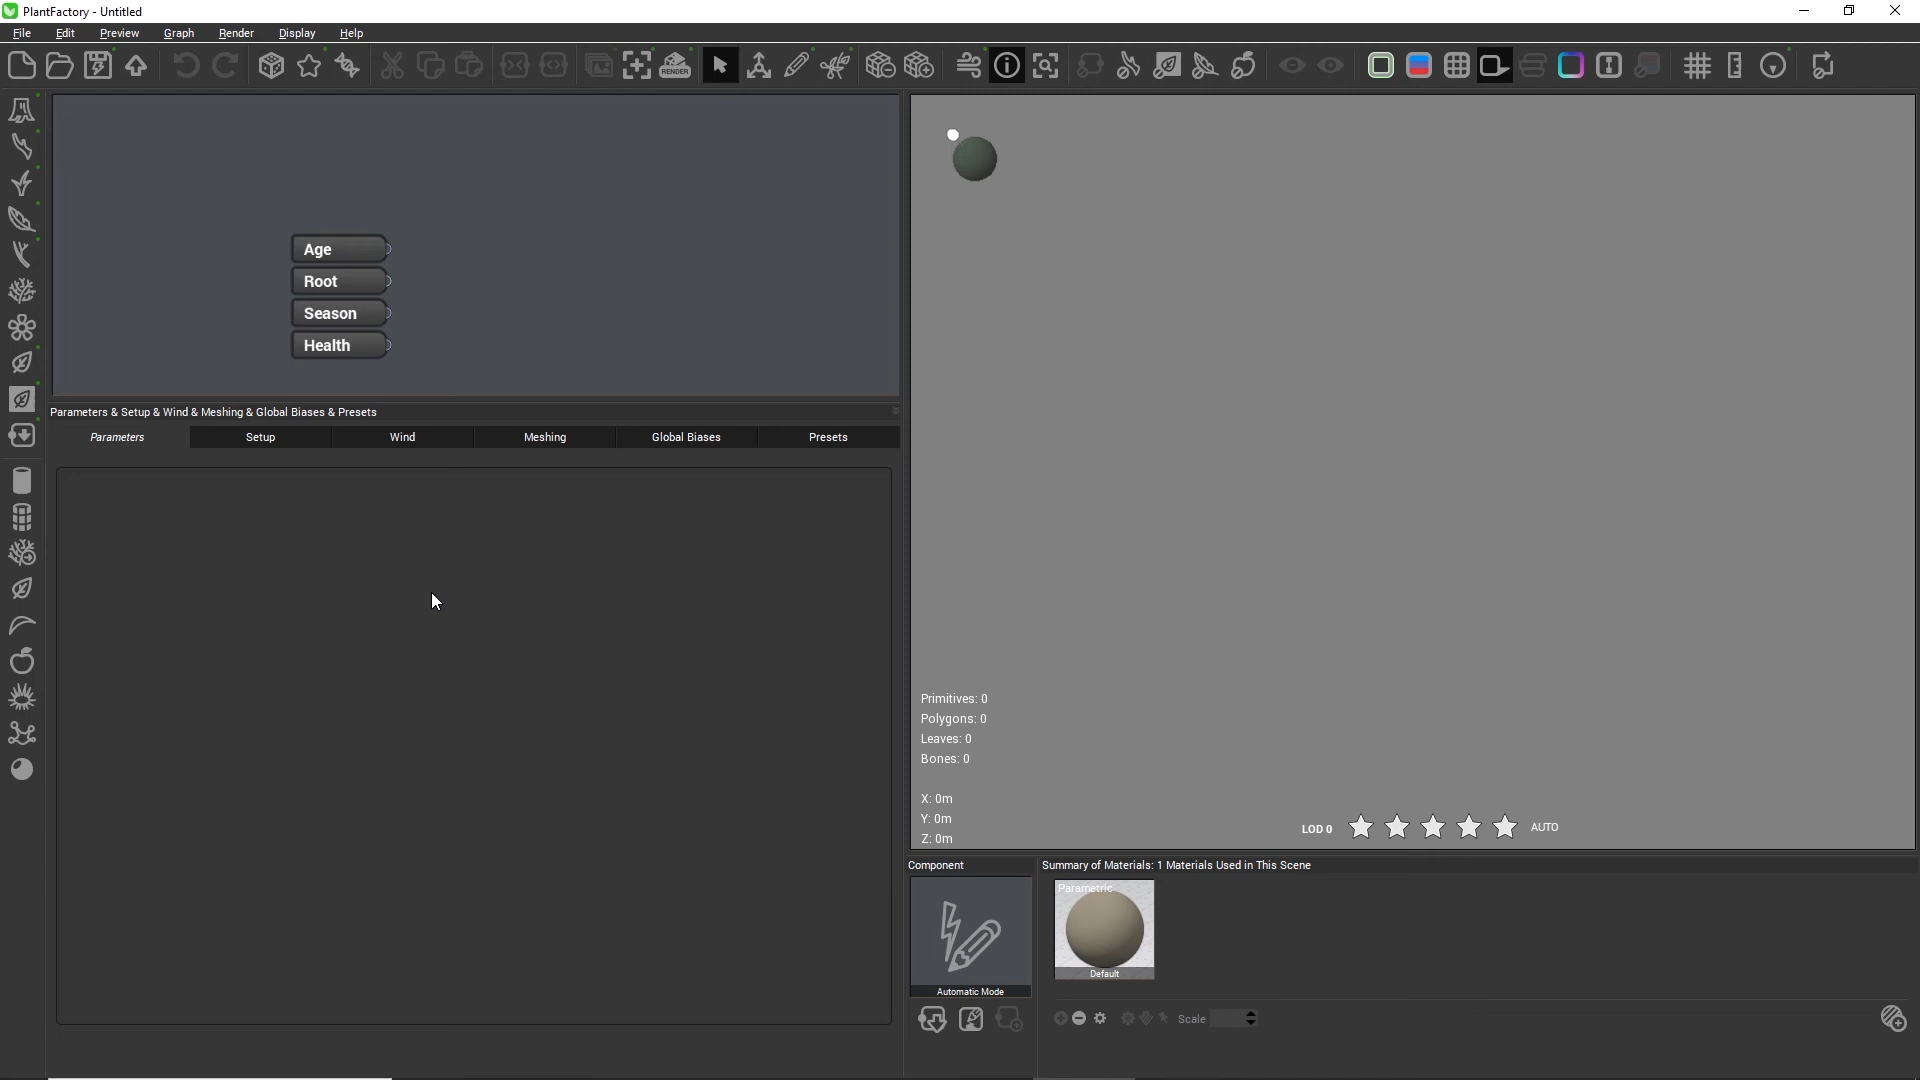 PlantFactory - Untitled
File Edit Preview Graph Render Display Help
RENDER
Age
Root
Season
Health
Parameters & Setup & Wind & Meshing & Global Biases & Presets
Parameters Setup Wind Meshing Global Biases Presets
Primitives: 0
Polygons: 0
Leaves: 0
Bones: 0
X: 0m
Y: 0m
Z: 0m
LOD 0 AUTO
Component
Automatic Mode
Summary of Materials: 1 Materials Used in This Scene
Parametric
Default
Scale